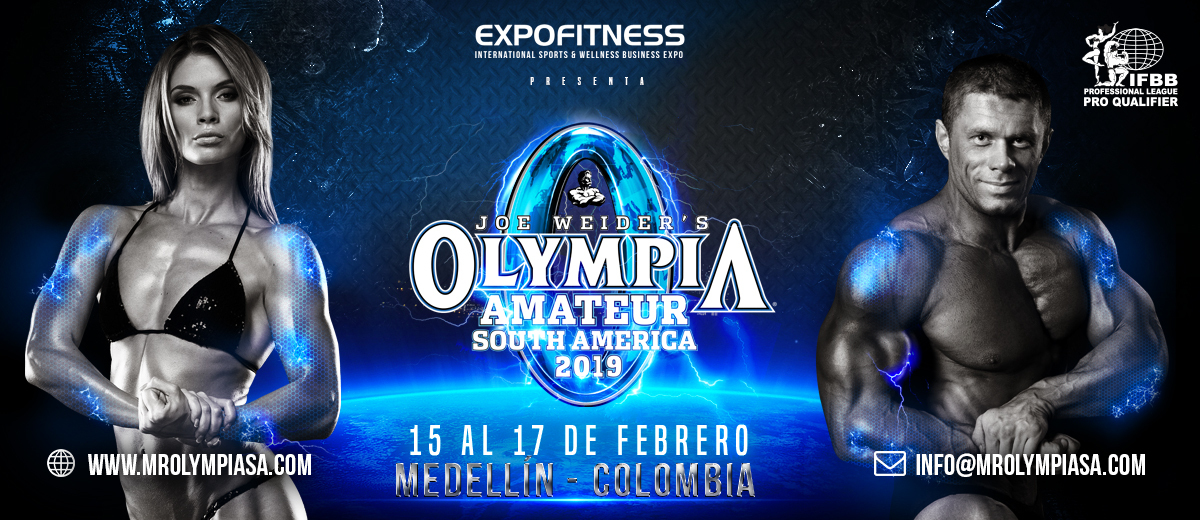 EXPOFITNESS
INTERNATIONAL SPORTS & WELLNESS BUSINESS EXPO
PRESENTA
IFBB
PROFESSIONAL LEAGUE
PRO QUALIFIER
JOE WEIDER'S
OLYMPIA
AMATEUR
SOUTH AMERICA
2019
15 AL 17 DE FEBRERO
MEDELLÍN - COLOMBIA
WWW.MROLYMPIASA.COM
INFO@MROLYMPIASA.COM